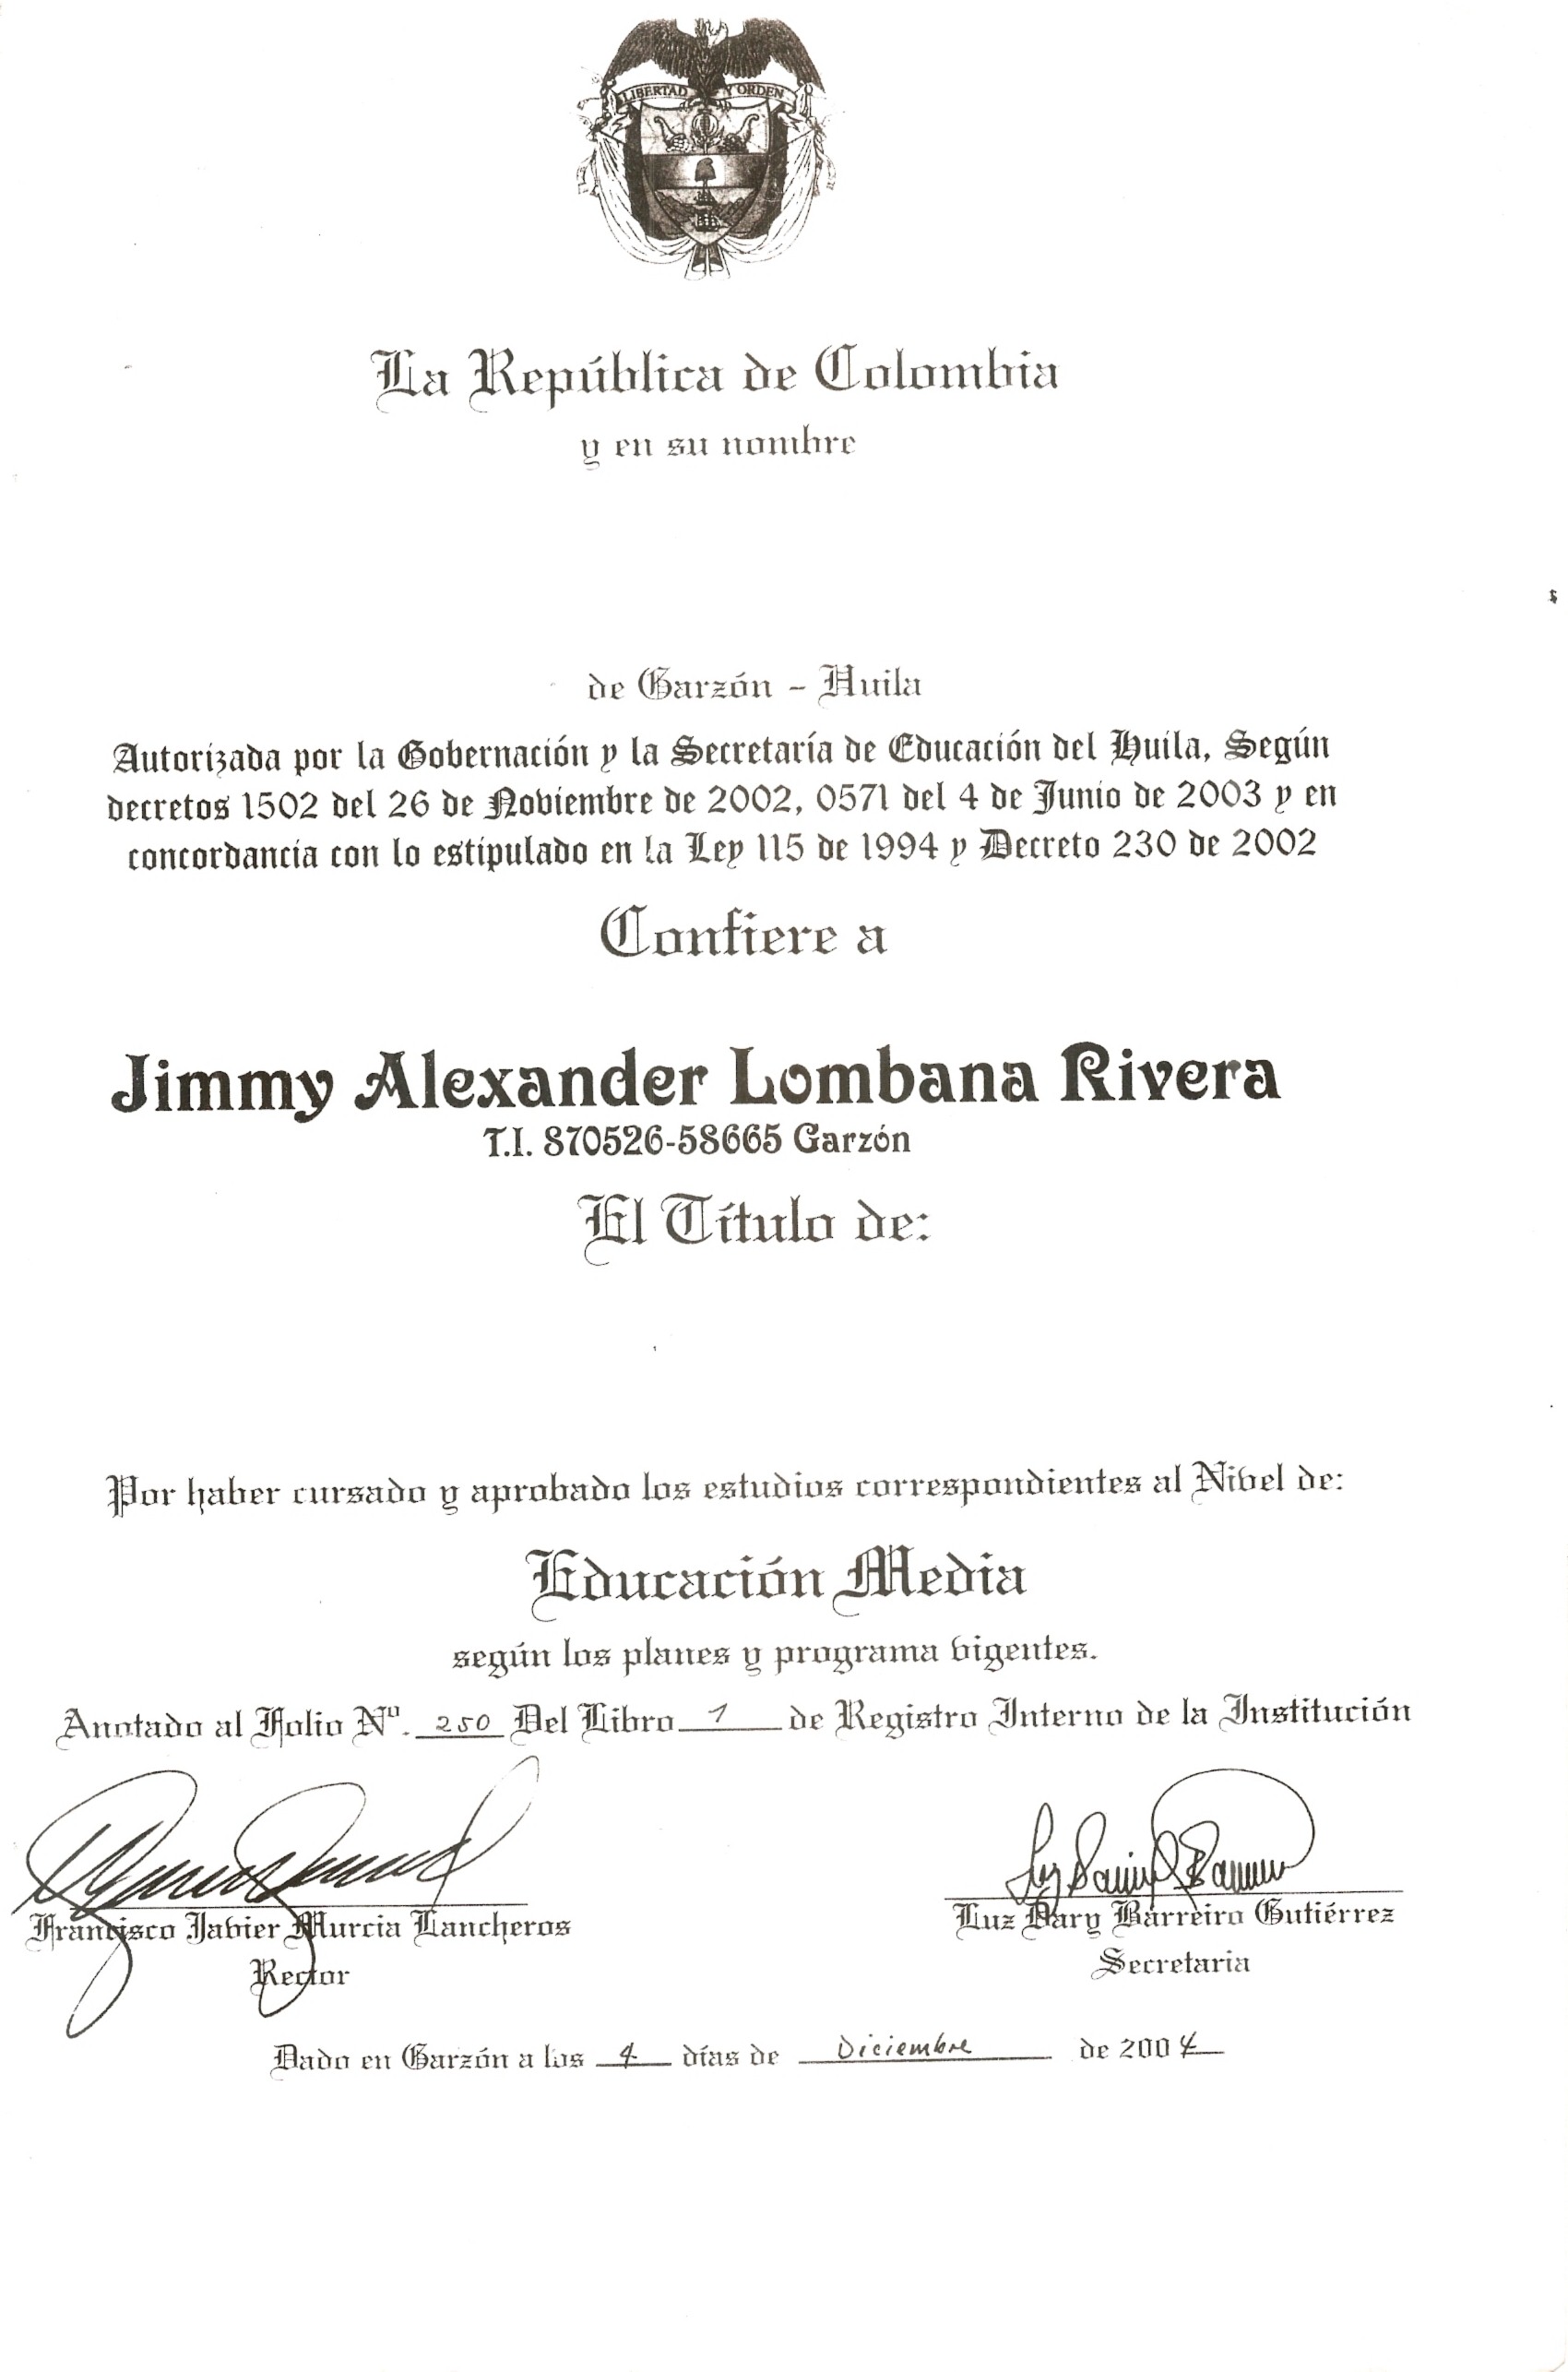 LIBERTAD Y ORDEN
La República de Colombia
y en su nombre
de Garzón - Huila
Autorizada por la Gobernación y la Secretaría de Educación del Huila, Según
decretos 1502 del 26 de Noviembre de 2002, 0571 del 4 de Junio de 2003 y en
concordancia con lo estipulado en la Ley 115 de 1994 y Decreto 230 de 2002
Confiere a
Jimmy Alexander Lombana Rivera
T.I. 870526-58665 Garzón
El Título de:
Por haber cursado y aprobado los estudios correspondientes al Nivel de:
Educación Media
según los planes y programa vigentes.
Anotado al Folio Nº. 250 Del Libro 1 de Registro Interno de la Institución
Francisco Javier Murcia Lancheros
Rector
Luz Dary Barreiro Gutiérrez
Secretaria
Dado en Garzón a los 4 días de Diciembre de 2004